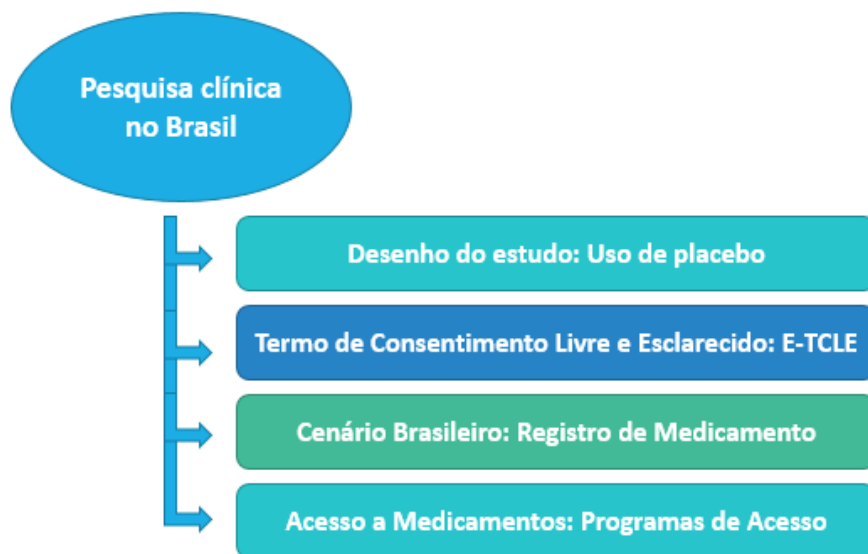 Pesquisa clínica
no Brasil
Desenho do estudo: Uso de placebo
Termo de Consentimento Livre e Esclarecido: E-TCLE
Cenário Brasileiro: Registro de Medicamento
Acesso a Medicamentos: Programas de Acesso